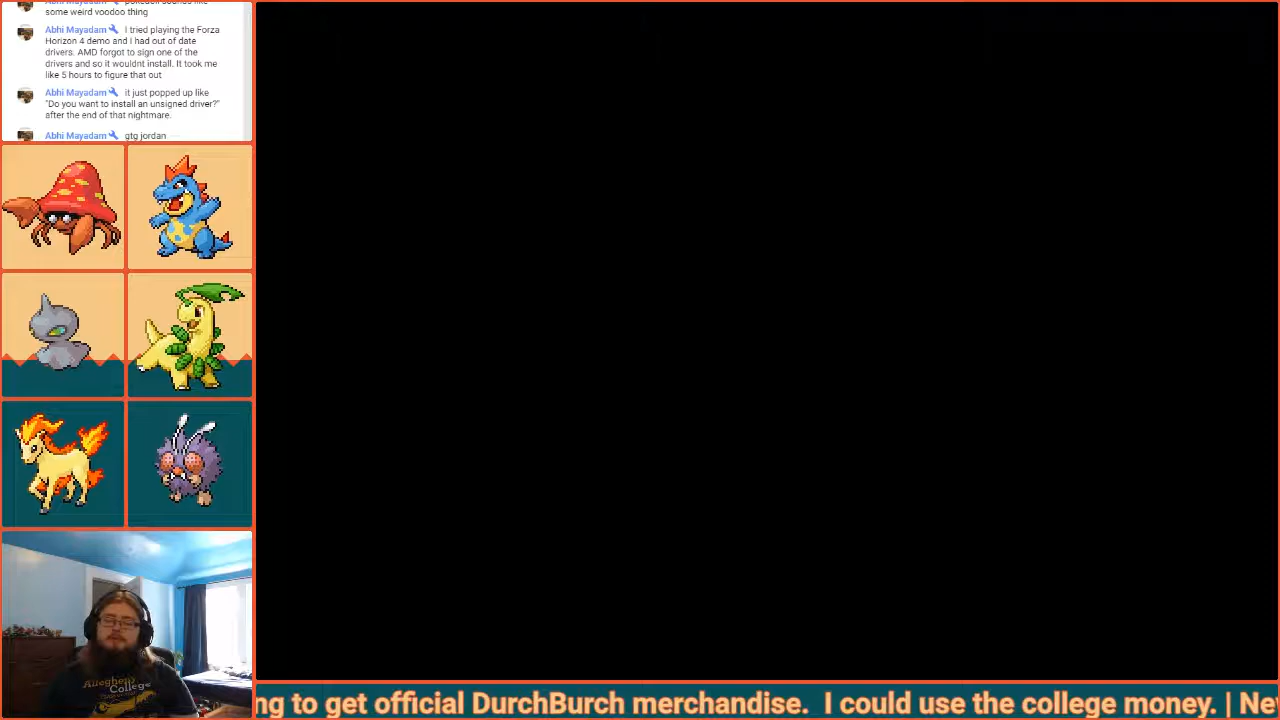 some weird voodoo thing
Abhi Mayadam I tried playing the Forza
Horizon 4 demo and I had out of date
drivers. AMD forgot to sign one of the
drivers and so it wouldnt install. It took me
like 5 hours to figure that out
Abhi Mayadam it just popped up like
"Do you want to install an unsigned driver?"
after the end of that nightmare.
Abhi Mayadam gtg jordan
Allegheny
College
ng to get official DurchBurch merchandise. I could use the college money. | Ne